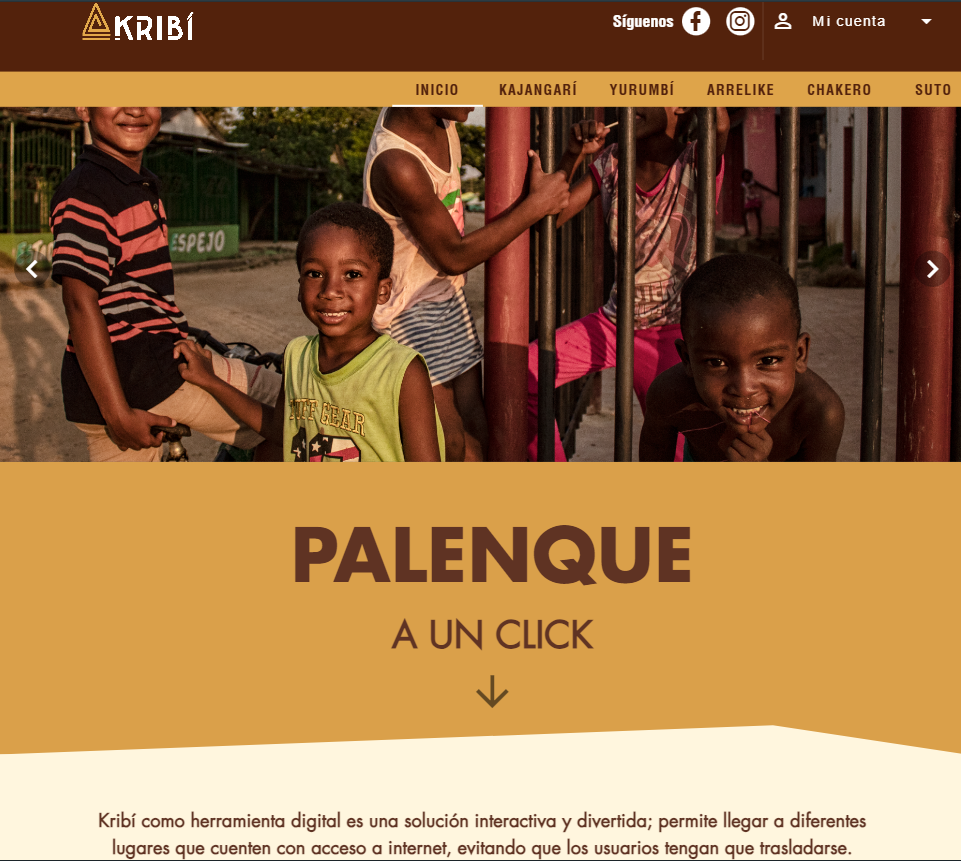 KRIBÍ
Síguenos
Mi cuenta
INICIO KAJANGARÍ YURUMBÍ ARRELIKE CHAKERO SUTO
ESPEJO
GEAR
PALENQUE
A UN CLICK
Kribí como herramienta digital es una solución interactiva y divertida; permite llegar a diferentes
lugares que cuenten con acceso a internet, evitando que los usuarios tengan que trasladarse.